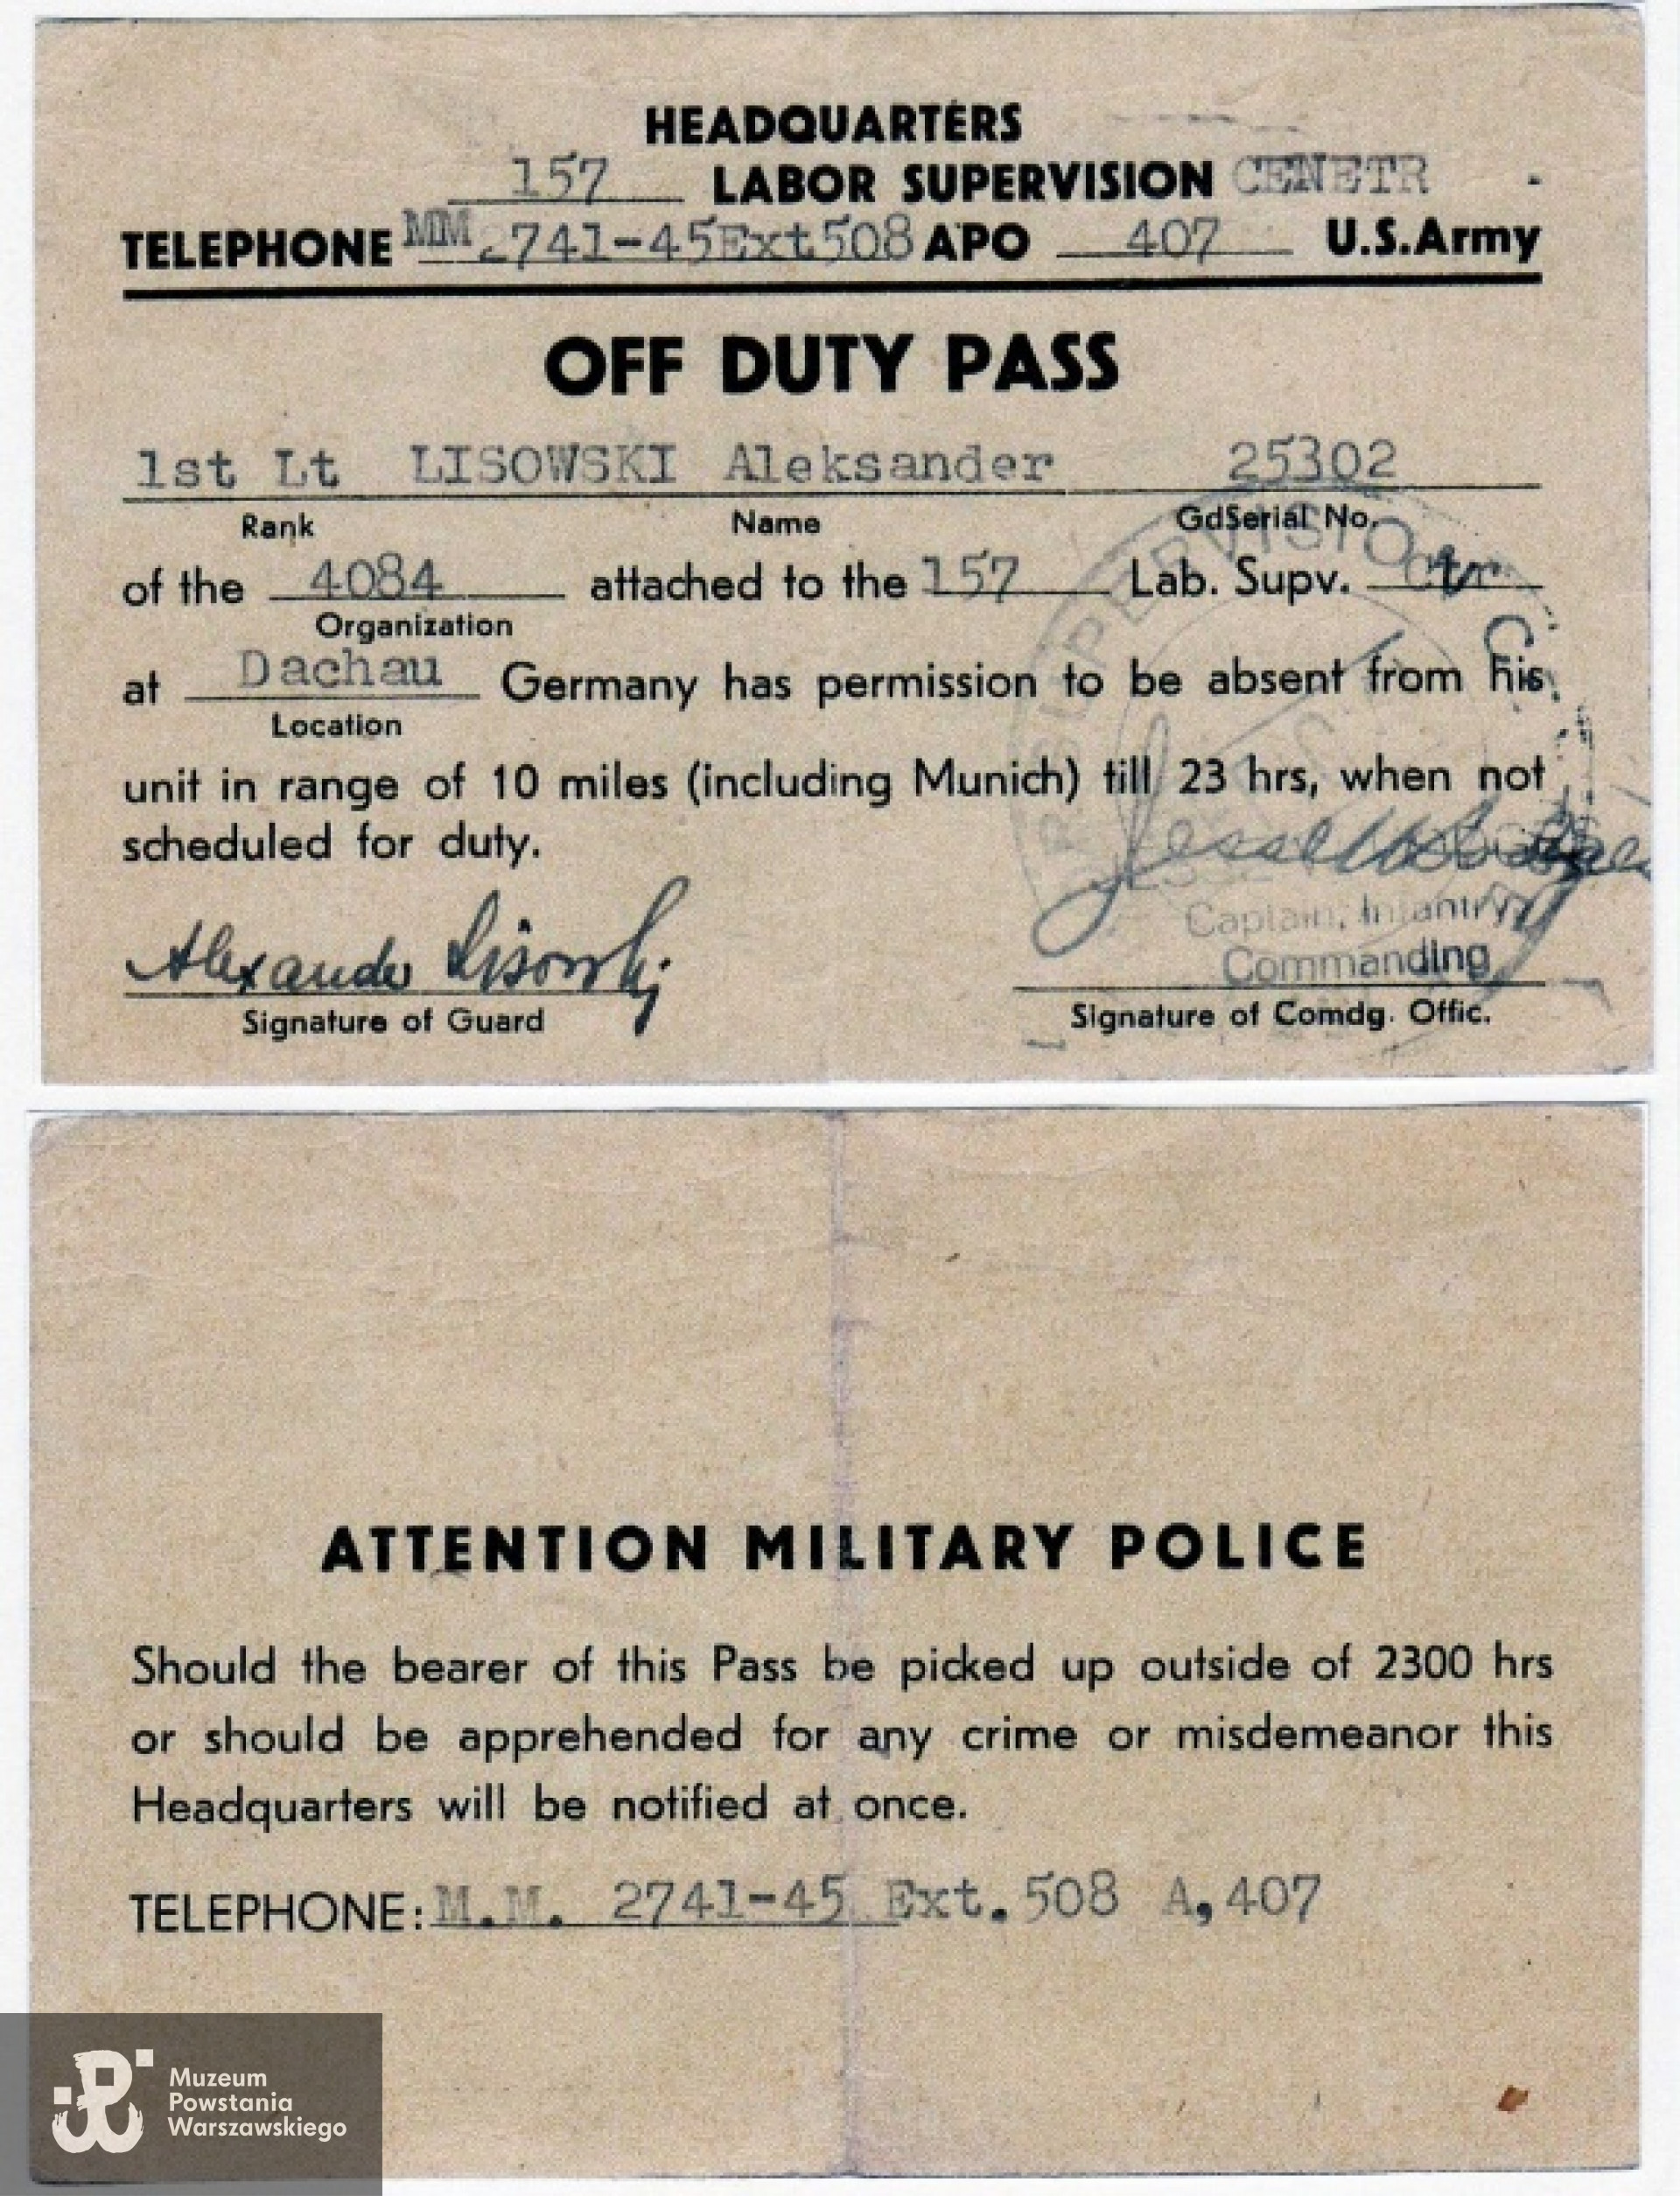 HEADQUARTERS
157 LABOR SUPERVISION CENETR
TELEPHONE MM 2741-45Ext508 APO 407 U.S.Army
OFF DUTY PASS
1st Lt LISOWSKI Aleksander 25302
Rank Name GdSerial No.
of the 4084 attached to the 157 Lab. Supv.
Organization
at Dachau Germany has permission to be absent from his
Location
unit in range of 10 miles (including Munich) till 23 hrs, when not
scheduled for duty.
Captain, Infantry
Alexander Lisowski Commanding
Signature of Guard Signature of Comdg. Offic.
ATTENTION MILITARY POLICE
Should the bearer of this Pass be picked up outside of 2300 hrs
or should be apprehended for any crime or misdemeanor this
Headquarters will be notified at once.
TELEPHONE: M.M. 2741-45 Ext.508 A,407
Muzeum
Powstania
Warszawskiego